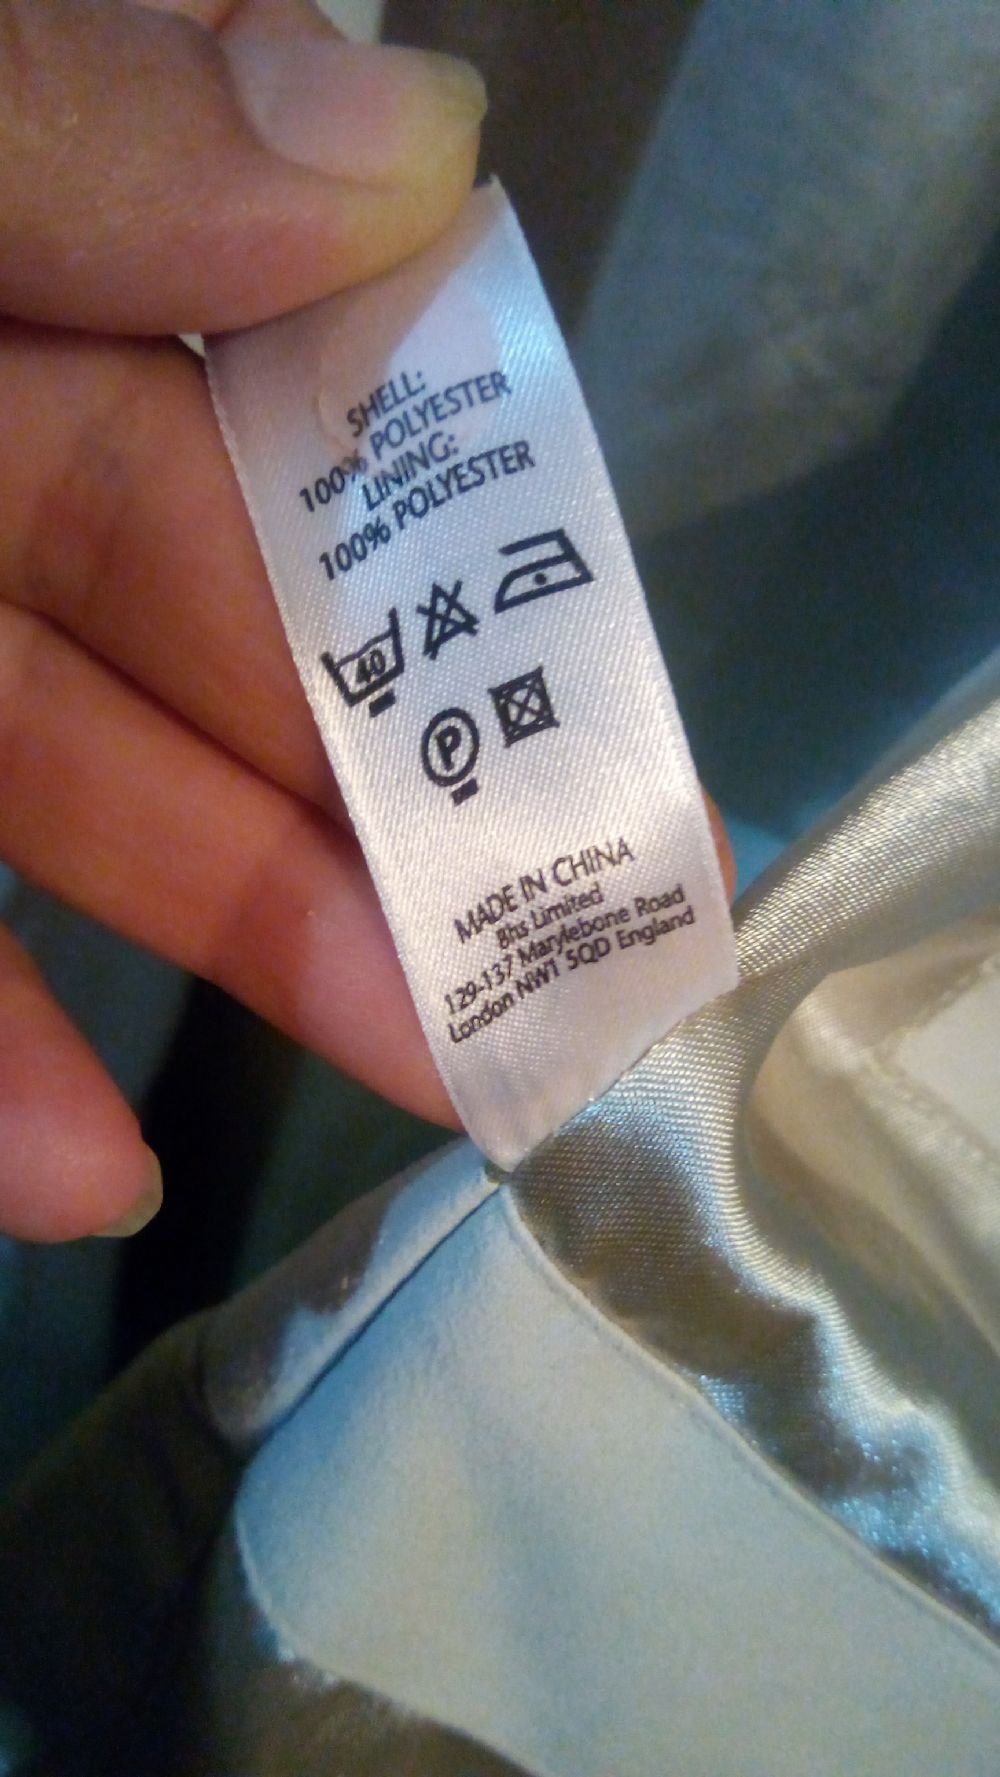 SHELL:
100% POLYESTER
LINING:
100% POLYESTER
40
P
MADE IN CHINA
Bhs Limited
129-137 Marylebone Road
London NW1 5QD England